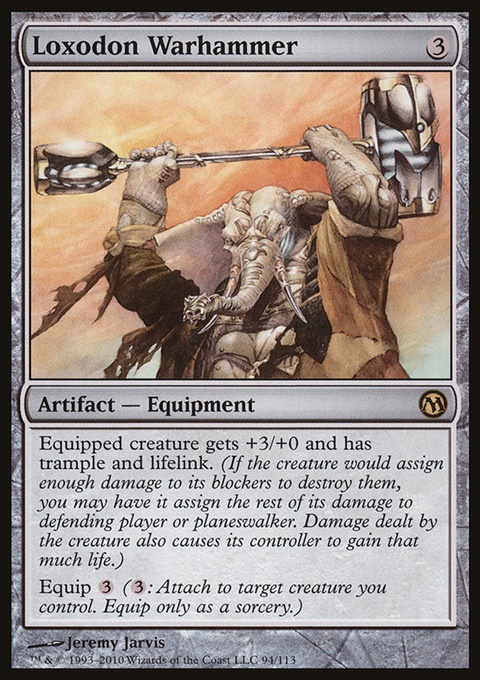 Loxodon Warhammer 3
Artifact — Equipment
Equipped creature gets +3/+0 and has
trample and lifelink. (If the creature would assign
enough damage to its blockers to destroy them,
you may have it assign the rest of its damage to
defending player or planeswalker. Damage dealt by
the creature also causes its controller to gain that
much life.)
Equip 3 (3: Attach to target creature you
control. Equip only as a sorcery.)
Jeremy Jarvis
™ & © 1993–2010 Wizards of the Coast LLC 94/113